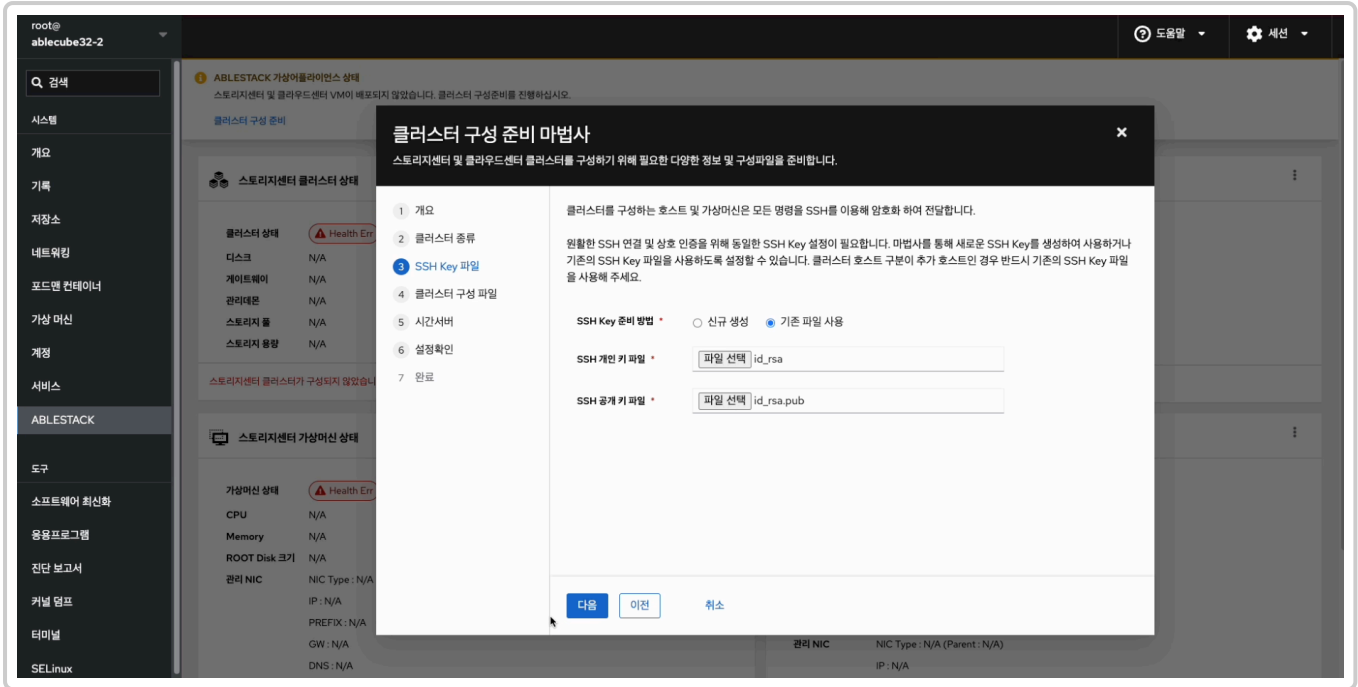 root@
ablecube32-2
도움말
세션
검색
시스템
개요
기록
저장소
네트워킹
포드맨 컨테이너
가상 머신
계정
서비스
ABLESTACK
도구
소프트웨어 최신화
응용프로그램
진단 보고서
커널 덤프
터미널
SELinux
ABLESTACK 가상어플라이언스 상태
스토리지센터 및 클라우드센터 VM이 배포되지 않았습니다. 클러스터 구성준비를 진행하십시오.
클러스터 구성 준비
스토리지센터 클러스터 상태
클러스터 상태 Health Err
디스크 N/A
게이트웨이 N/A
관리데몬 N/A
스토리지 풀 N/A
스토리지 용량 N/A
스토리지센터 클러스터가 구성되지 않았습니
스토리지센터 가상머신 상태
가상머신 상태 Health Err
CPU N/A
Memory N/A
ROOT Disk 크기 N/A
관리 NIC NIC Type : N/A
IP : N/A
PREFIX : N/A
GW : N/A
DNS : N/A
관리 NIC NIC Type : N/A (Parent : N/A)
IP : N/A
클러스터 구성 준비 마법사
스토리지센터 및 클라우드센터 클러스터를 구성하기 위해 필요한 다양한 정보 및 구성파일을 준비합니다.
1 개요
2 클러스터 종류
3 SSH Key 파일
4 클러스터 구성 파일
5 시간서버
6 설정확인
7 완료
클러스터를 구성하는 호스트 및 가상머신은 모든 명령을 SSH를 이용해 암호화 하여 전달합니다.
원활한 SSH 연결 및 상호 인증을 위해 동일한 SSH Key 설정이 필요합니다. 마법사를 통해 새로운 SSH Key를 생성하여 사용하거나
기존의 SSH Key 파일을 사용하도록 설정할 수 있습니다. 클러스터 호스트 구분이 추가 호스트인 경우 반드시 기존의 SSH Key 파일
을 사용해 주세요.
SSH Key 준비 방법 * 신규 생성 기존 파일 사용
SSH 개인 키 파일 * 파일 선택 id_rsa
SSH 공개 키 파일 * 파일 선택 id_rsa.pub
다음 이전 취소